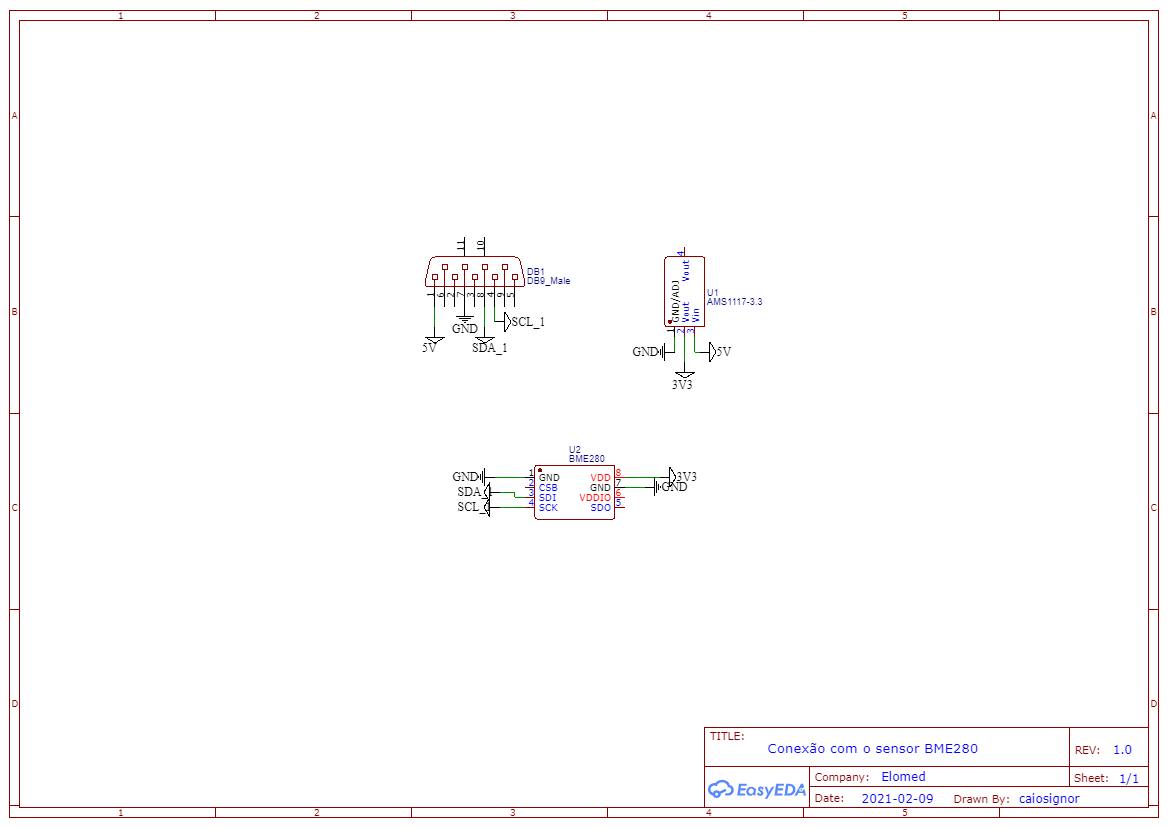 1 2 3 4 5
A A
11 10
DB1
DB9_Male
1 6 2 7 3 8 4 9 5
SCL_1
GND
5V
SDA_1
4
Vout
GND/ADJ
Vout
Vin
U1
AMS1117-3.3
1 2 3
GND
5V
3V3
B B
U2
BME280
GND 1 GND VDD 8 3V3
2 CSB GND 7 GND
SDA_ 3 SDI VDDIO 6
SCL_ 4 SCK SDO 5
C C
D D
TITLE:
Conexão com o sensor BME280
REV: 1.0
EasyEDA
Company: Elomed
Sheet: 1/1
Date: 2021-02-09 Drawn By: caiosignor
1 2 3 4 5